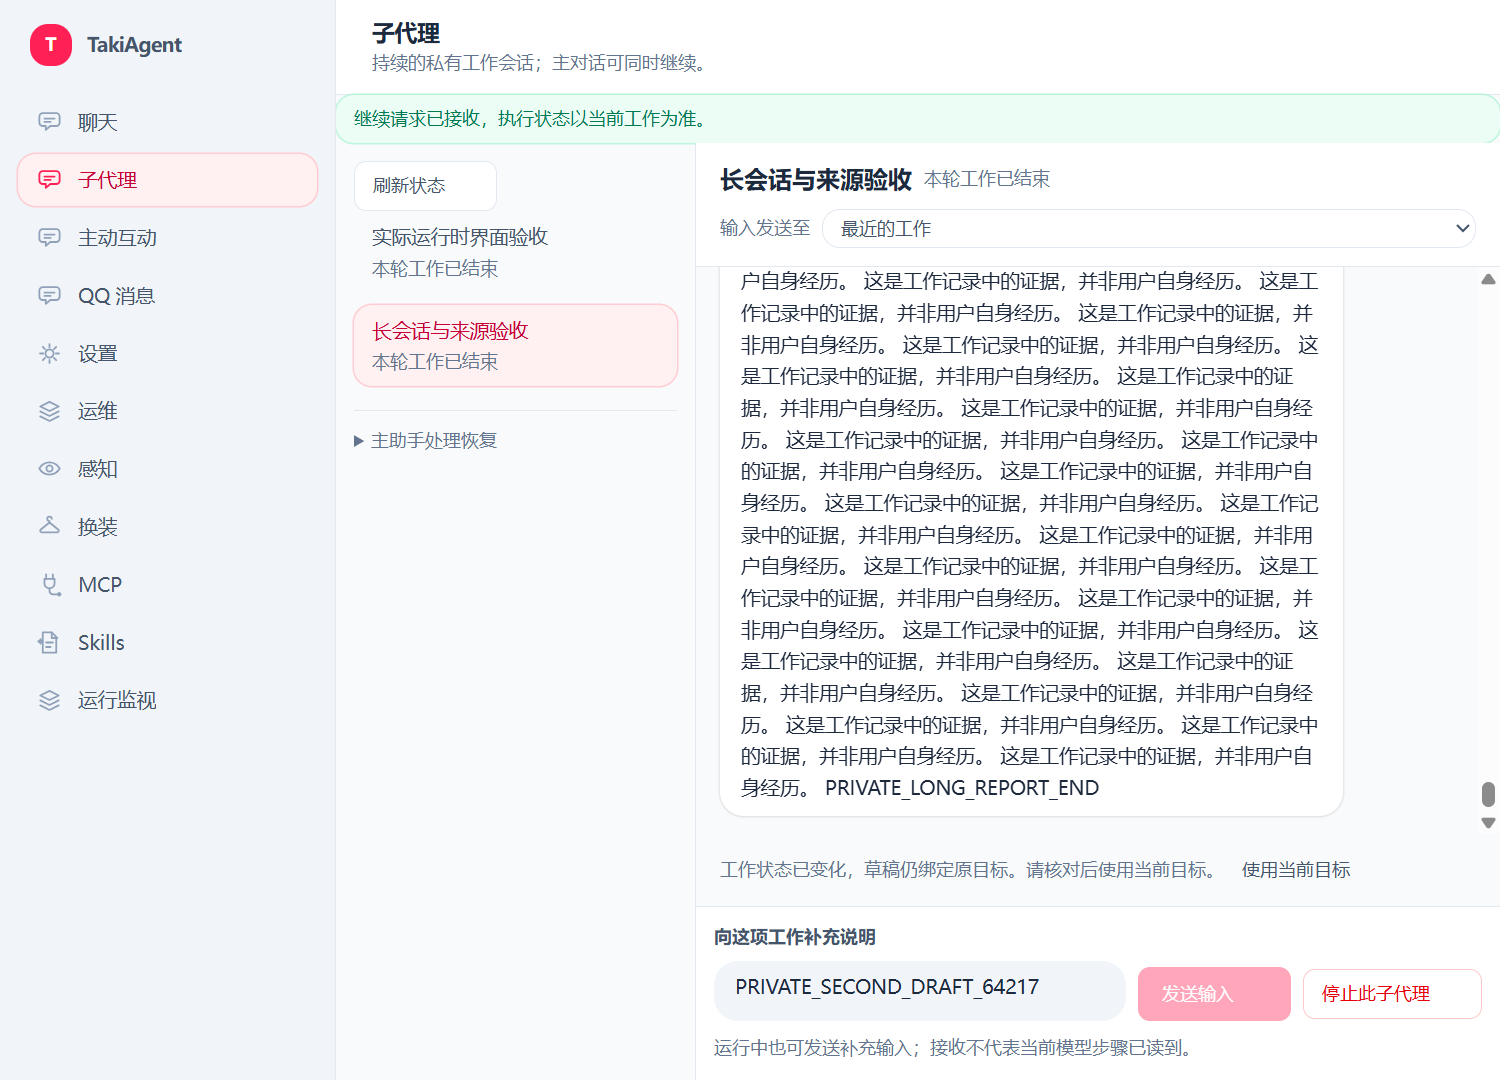 T
TakiAgent
聊天
子代理
主动互动
QQ 消息
设置
运维
感知
换装
MCP
Skills
运行监视
子代理
持续的私有工作会话；主对话可同时继续。
继续请求已接收，执行状态以当前工作为准。
刷新状态
实际运行时界面验收
本轮工作已结束
长会话与来源验收
本轮工作已结束
主助手处理恢复
长会话与来源验收 本轮工作已结束
输入发送至 最近的工作
户自身经历。 这是工作记录中的证据，并非用户自身经历。 这是工
作记录中的证据，并非用户自身经历。 这是工作记录中的证据，并
非用户自身经历。 这是工作记录中的证据，并非用户自身经历。 这
是工作记录中的证据，并非用户自身经历。 这是工作记录中的证
据，并非用户自身经历。 这是工作记录中的证据，并非用户自身经
历。 这是工作记录中的证据，并非用户自身经历。 这是工作记录中
的证据，并非用户自身经历。 这是工作记录中的证据，并非用户自
身经历。 这是工作记录中的证据，并非用户自身经历。 这是工作记
录中的证据，并非用户自身经历。 这是工作记录中的证据，并非用
户自身经历。 这是工作记录中的证据，并非用户自身经历。 这是工
作记录中的证据，并非用户自身经历。 这是工作记录中的证据，并
非用户自身经历。 这是工作记录中的证据，并非用户自身经历。 这
是工作记录中的证据，并非用户自身经历。 这是工作记录中的证
据，并非用户自身经历。 这是工作记录中的证据，并非用户自身经
历。 这是工作记录中的证据，并非用户自身经历。 这是工作记录中
的证据，并非用户自身经历。 这是工作记录中的证据，并非用户自
身经历。 PRIVATE_LONG_REPORT_END
工作状态已变化，草稿仍绑定原目标。请核对后使用当前目标。 使用当前目标
向这项工作补充说明
PRIVATE_SECOND_DRAFT_64217
发送输入
停止此子代理
运行中也可发送补充输入；接收不代表当前模型步骤已读到。